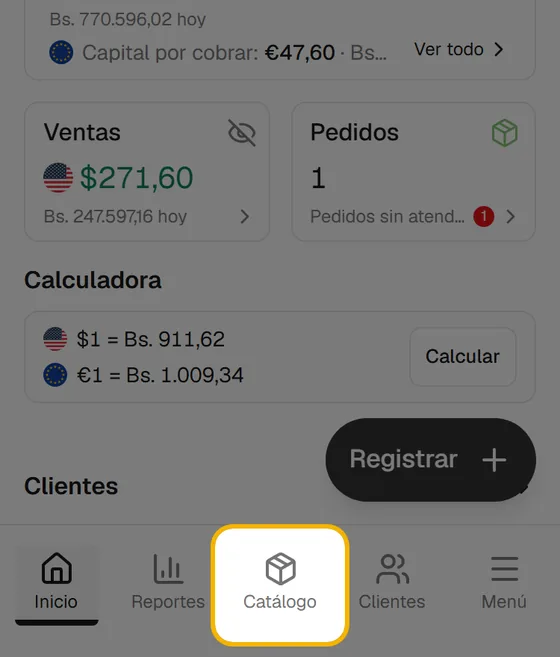 Bs. 770.596,02 hoy
Capital por cobrar: €47,60 · Bs...
Ver todo
Ventas
$271,60
Bs. 247.597,16 hoy
Pedidos
1
Pedidos sin atend... 1
Calculadora
$1 = Bs. 911,62
€1 = Bs. 1.009,34
Calcular
Registrar
Clientes
Inicio
Reportes
Catálogo
Clientes
Menú